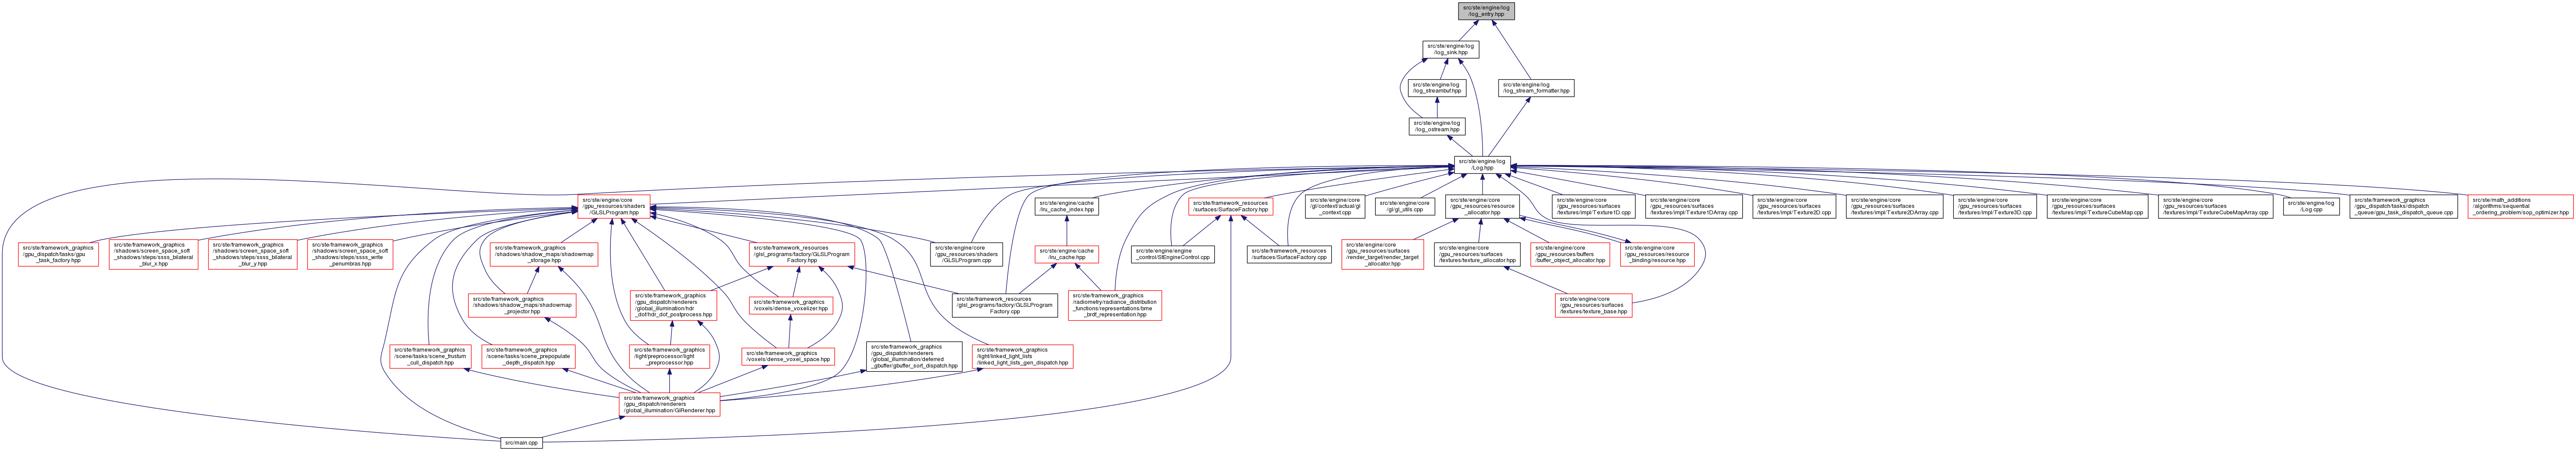 src/ste/engine/log
/log_entry.hpp
src/ste/engine/log
/log_sink.hpp
src/ste/engine/log
/log_streambuf.hpp
src/ste/engine/log
/log_stream_formatter.hpp
src/ste/engine/log
/log_ostream.hpp
src/ste/engine/log
/Log.hpp
src/ste/engine/core
/gpu_resources/shaders
/GLSLProgram.hpp
src/ste/engine/cache
/lru_cache_index.hpp
src/ste/framework_resources
/surfaces/SurfaceFactory.hpp
src/ste/engine/core
/gl/context/actual/gl
_context.cpp
src/ste/engine/core
/gl/gl_utils.cpp
src/ste/engine/core
/gpu_resources/resource
_allocator.hpp
src/ste/engine/core
/gpu_resources/surfaces
/textures/impl/Texture1D.cpp
src/ste/engine/core
/gpu_resources/surfaces
/textures/impl/Texture1DArray.cpp
src/ste/engine/core
/gpu_resources/surfaces
/textures/impl/Texture2D.cpp
src/ste/engine/core
/gpu_resources/surfaces
/textures/impl/Texture2DArray.cpp
src/ste/engine/core
/gpu_resources/surfaces
/textures/impl/Texture3D.cpp
src/ste/engine/core
/gpu_resources/surfaces
/textures/impl/TextureCubeMap.cpp
src/ste/engine/core
/gpu_resources/surfaces
/textures/impl/TextureCubeMapArray.cpp
src/ste/engine/log
/Log.cpp
src/ste/framework_graphics
/gpu_dispatch/tasks/dispatch
_queue/gpu_task_dispatch_queue.cpp
src/ste/math_additions
/algorithms/sequential
_ordering_problem/sop_optimizer.hpp
src/ste/framework_graphics
/gpu_dispatch/tasks/gpu
_task_factory.hpp
src/ste/framework_graphics
/shadows/screen_space_soft
_shadows/steps/ssss_bilateral
_blur_x.hpp
src/ste/framework_graphics
/shadows/screen_space_soft
_shadows/steps/ssss_bilateral
_blur_y.hpp
src/ste/framework_graphics
/shadows/screen_space_soft
_shadows/steps/ssss_write
_penumbras.hpp
src/ste/framework_graphics
/shadows/shadow_maps/shadowmap
_storage.hpp
src/ste/framework_resources
/glsl_programs/factory/GLSLProgram
Factory.hpp
src/ste/engine/core
/gpu_resources/shaders
/GLSLProgram.cpp
src/ste/engine/cache
/lru_cache.hpp
src/ste/engine/engine
_control/StEngineControl.cpp
src/ste/framework_resources
/surfaces/SurfaceFactory.cpp
src/ste/engine/core
/gpu_resources/surfaces
/render_target/render_target
_allocator.hpp
src/ste/engine/core
/gpu_resources/surfaces
/textures/texture_allocator.hpp
src/ste/engine/core
/gpu_resources/buffers
/buffer_object_allocator.hpp
src/ste/engine/core
/gpu_resources/resource
_binding/resource.hpp
src/ste/framework_graphics
/shadows/shadow_maps/shadowmap
_projector.hpp
src/ste/framework_graphics
/gpu_dispatch/renderers
/global_illumination/hdr
_dof/hdr_dof_postprocess.hpp
src/ste/framework_graphics
/voxels/dense_voxelizer.hpp
src/ste/framework_resources
/glsl_programs/factory/GLSLProgram
Factory.cpp
src/ste/framework_graphics
/radiometry/radiance_distribution
_functions/representations/bme
_brdf_representation.hpp
src/ste/engine/core
/gpu_resources/surfaces
/textures/texture_base.hpp
src/ste/framework_graphics
/scene/tasks/scene_frustum
_cull_dispatch.hpp
src/ste/framework_graphics
/scene/tasks/scene_prepopulate
_depth_dispatch.hpp
src/ste/framework_graphics
/light/preprocessor/light
_preprocessor.hpp
src/ste/framework_graphics
/voxels/dense_voxel_space.hpp
src/ste/framework_graphics
/gpu_dispatch/renderers
/global_illumination/deferred
_gbuffer/gbuffer_sort_dispatch.hpp
src/ste/framework_graphics
/light/linked_light_lists
/linked_light_lists_gen_dispatch.hpp
src/ste/framework_graphics
/gpu_dispatch/renderers
/global_illumination/GIRenderer.hpp
src/main.cpp